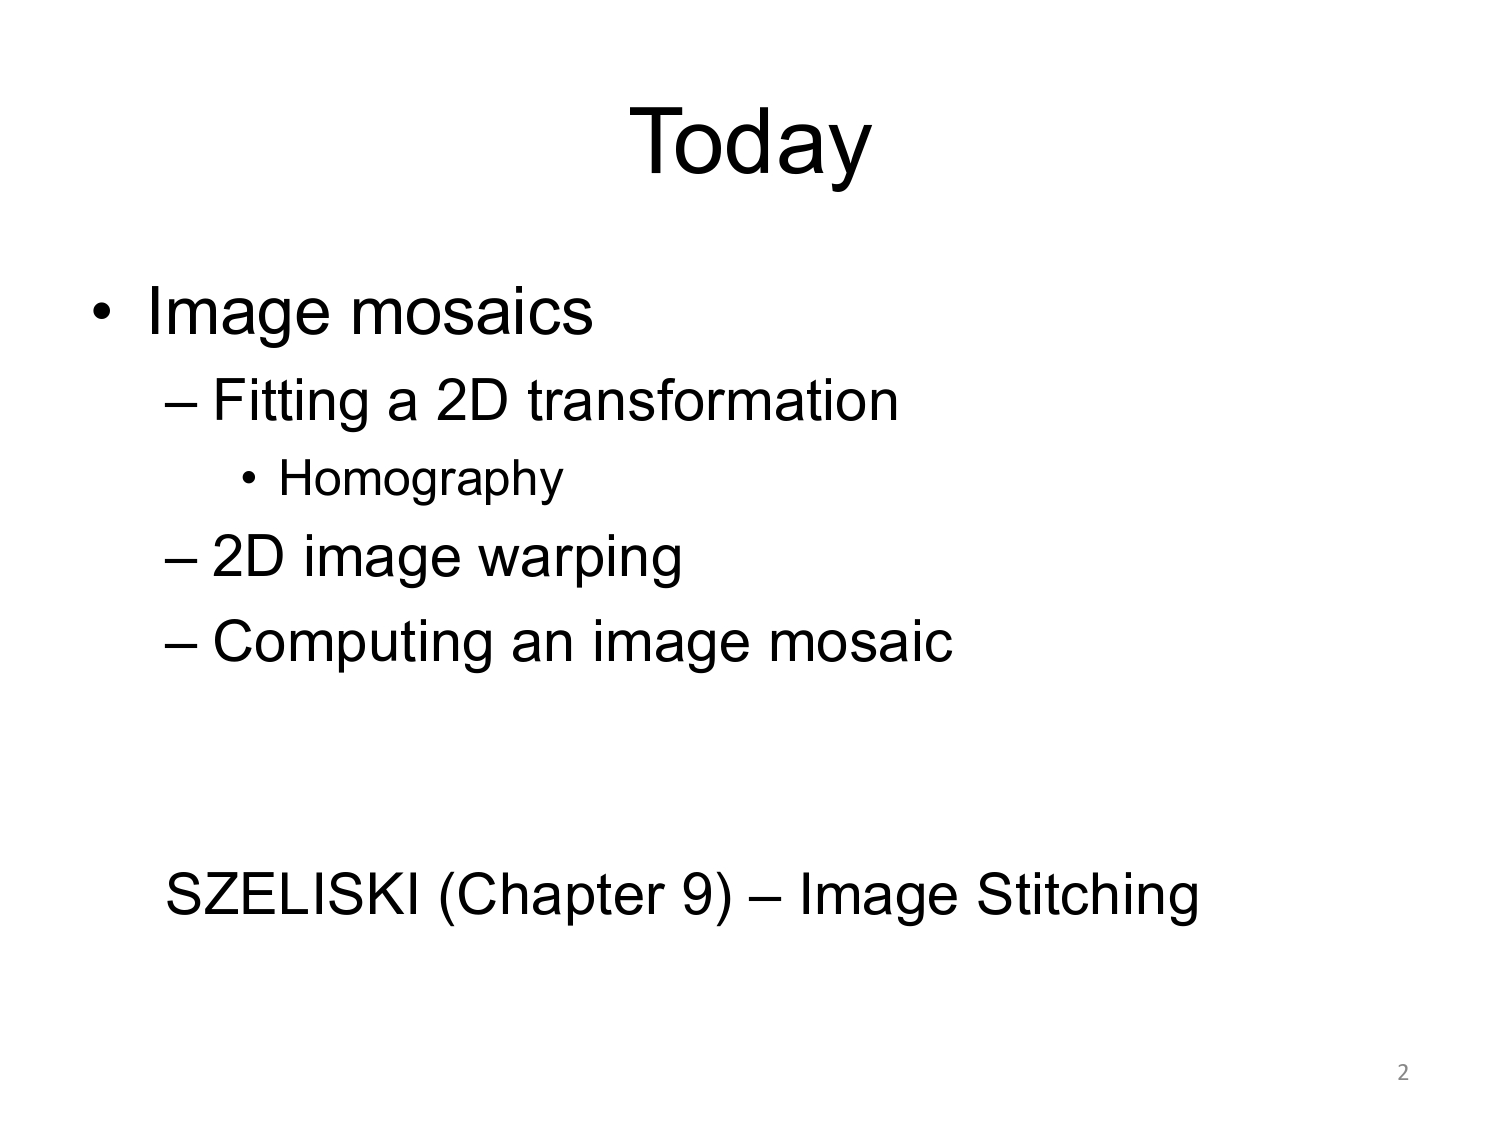 Today
• Image mosaics
– Fitting a 2D transformation
• Homography
– 2D image warping
– Computing an image mosaic
SZELISKI (Chapter 9) – Image Stitching
2